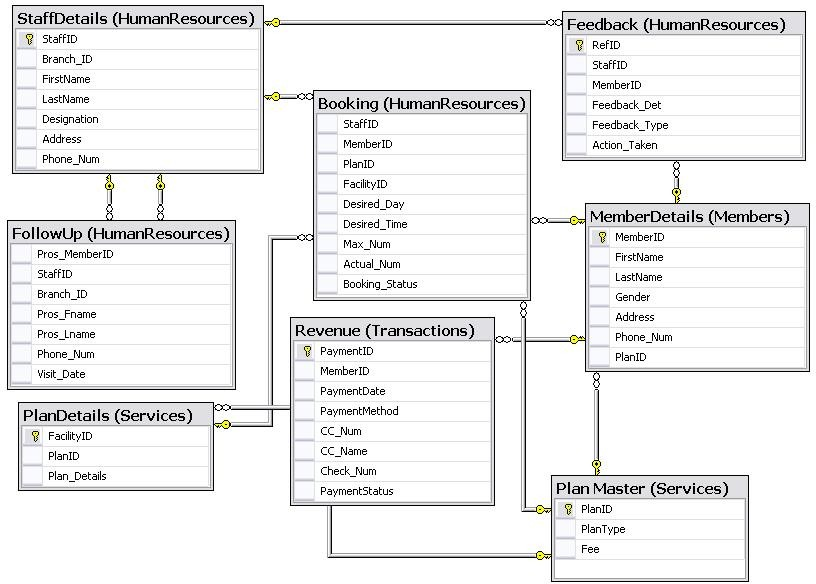 StaffDetails (HumanResources)
StaffID
Branch_ID
FirstName
LastName
Designation
Address
Phone_Num
Feedback (HumanResources)
RefID
StaffID
MemberID
Feedback_Det
Feedback_Type
Action_Taken
Booking (HumanResources)
StaffID
MemberID
PlanID
FacilityID
Desired_Day
Desired_Time
Max_Num
Actual_Num
Booking_Status
FollowUp (HumanResources)
Pros_MemberID
StaffID
Branch_ID
Pros_Fname
Pros_Lname
Phone_Num
Visit_Date
MemberDetails (Members)
MemberID
FirstName
LastName
Gender
Address
Phone_Num
PlanID
Revenue (Transactions)
PaymentID
MemberID
PaymentDate
PaymentMethod
CC_Num
CC_Name
Check_Num
PaymentStatus
PlanDetails (Services)
FacilityID
PlanID
Plan_Details
Plan Master (Services)
PlanID
PlanType
Fee